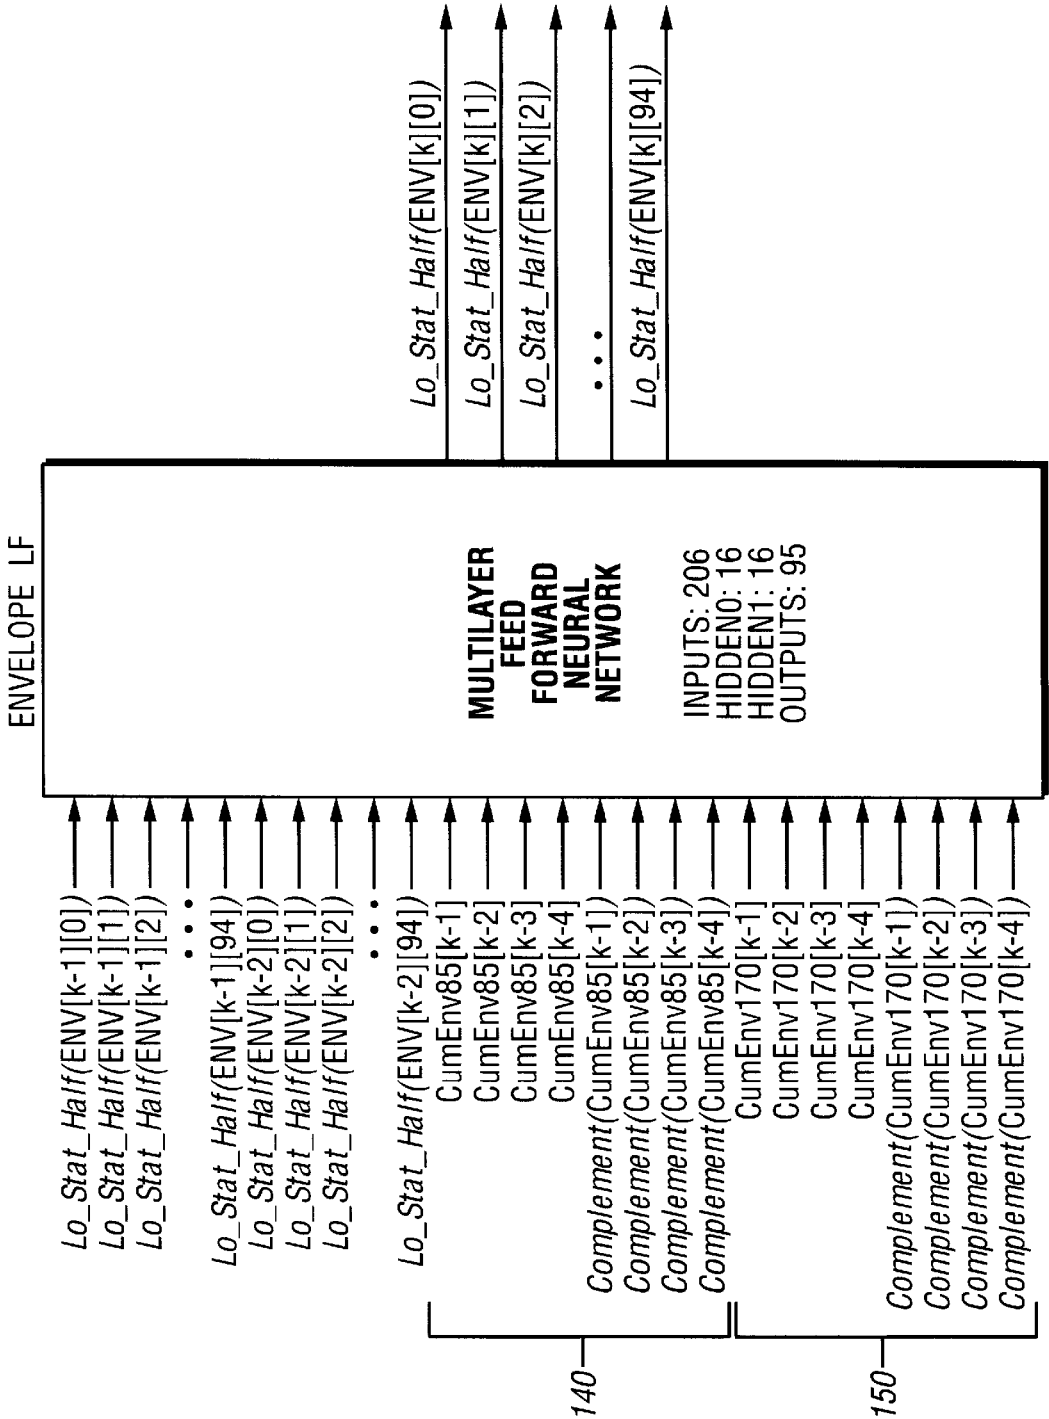 ENVELOPE LF
Lo_Stat_Half(ENV[k-1][0])
Lo_Stat_Half(ENV[k-1][1])
Lo_Stat_Half(ENV[k-1][2])
•••
Lo_Stat_Half(ENV[k-1][94])
Lo_Stat_Half(ENV[k-2][0])
Lo_Stat_Half(ENV[k-2][1])
Lo_Stat_Half(ENV[k-2][2])
•••
Lo_Stat_Half(ENV[k-2][94])
CumEnv85[k-1]
CumEnv85[k-2]
CumEnv85[k-3]
CumEnv85[k-4]
Complement(CumEnv85[k-1])
Complement(CumEnv85[k-2])
Complement(CumEnv85[k-3])
Complement(CumEnv85[k-4])
CumEnv170[k-1]
CumEnv170[k-2]
CumEnv170[k-3]
CumEnv170[k-4]
Complement(CumEnv170[k-1])
Complement(CumEnv170[k-2])
Complement(CumEnv170[k-3])
Complement(CumEnv170[k-4])
140
150
MULTILAYER
FEED
FORWARD
NEURAL
NETWORK
INPUTS: 206
HIDDEN0: 16
HIDDEN1: 16
OUTPUTS: 95
Lo_Stat_Half(ENV[k][0])
Lo_Stat_Half(ENV[k][1])
Lo_Stat_Half(ENV[k][2])
•••
Lo_Stat_Half(ENV[k][94])